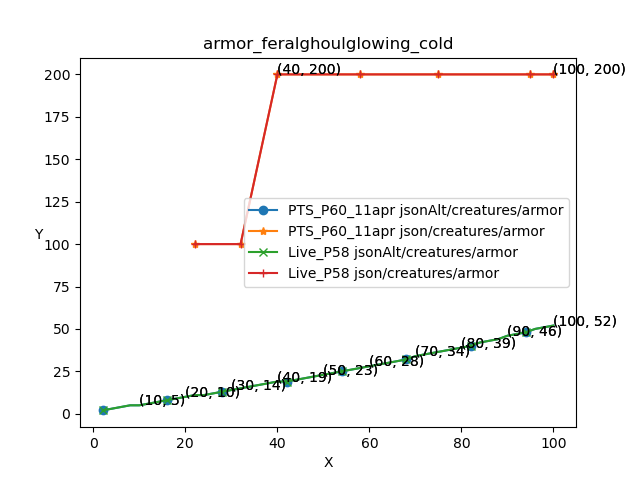 armor_feralghoulglowing_cold
200
175
150
125
100
75
50
25
0
Y
(40, 200)
(100, 200)
PTS_P60_11apr jsonAlt/creatures/armor
PTS_P60_11apr json/creatures/armor
Live_P58 jsonAlt/creatures/armor
Live_P58 json/creatures/armor
(10, 5)
(20, 10)
(30, 14)
(40, 19)
(50, 23)
(60, 28)
(70, 34)
(80, 39)
(90, 46)
(100, 52)
0 20 40 60 80 100
X